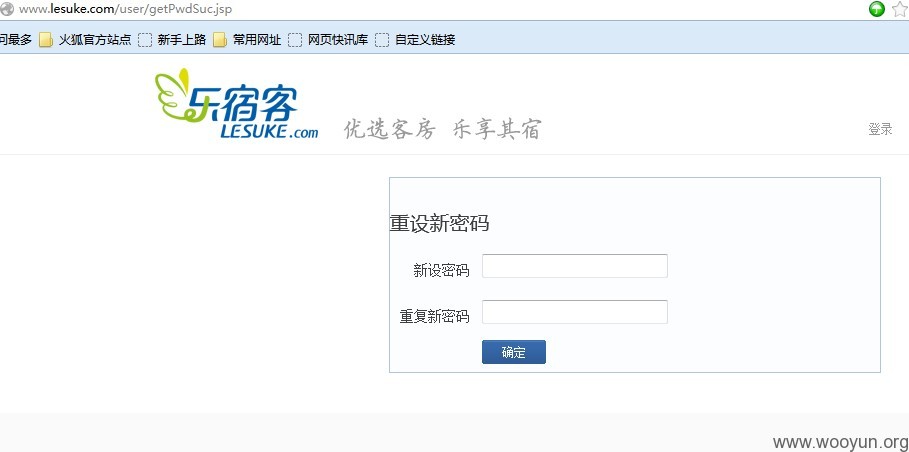 www.lesuke.com/user/getPwdSuc.jsp
问最多 火狐官方站点 新手上路 常用网址 网页快讯库 自定义链接
乐宿客
LESUKE.com
优选客房 乐享其宿
登录
重设新密码
新设密码
重复新密码
确定
www.wooyun.org